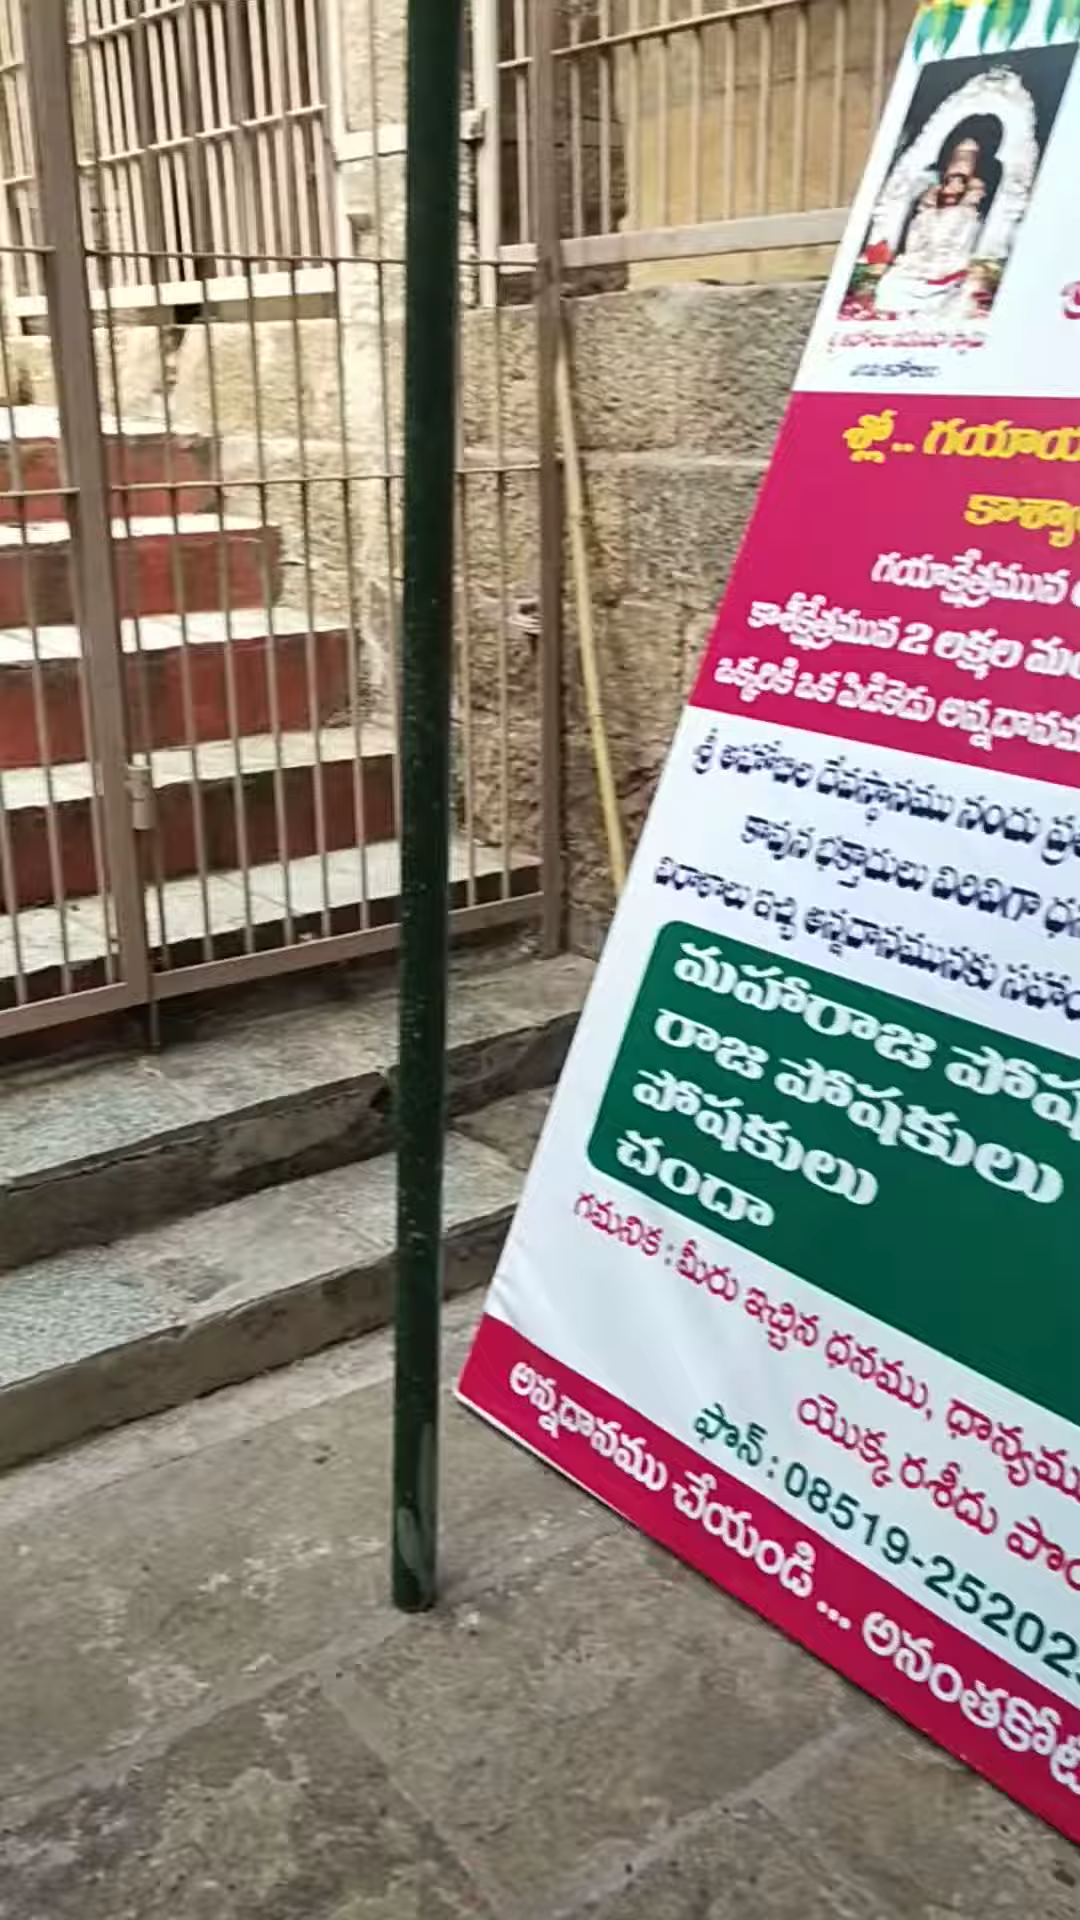 శ్లో.. గయాయ
కాశ్యా
గయాక్షేత్రమున
కాశీక్షేత్రమున 2 లక్షల
ఒక్కరికి ఒక పిడికెడు అన్నదానమ
శ్రీ అహోబల దేవస్థానము నందు ప్ర
కావున భక్తాదులు విరివిగా ధన
విరాళాలు ఇచ్చి అన్నదానమునకు సహా
మహారాజ పోష
రాజ పోషకులు
పోషకులు
చందా
గమనిక : మీరు ఇచ్చిన ధనము, ధాన్యము
యొక్క రశీదు పొం
ఫొన్ : 08519-25202
అన్నదానము చేయండి ... అనంతకోటి